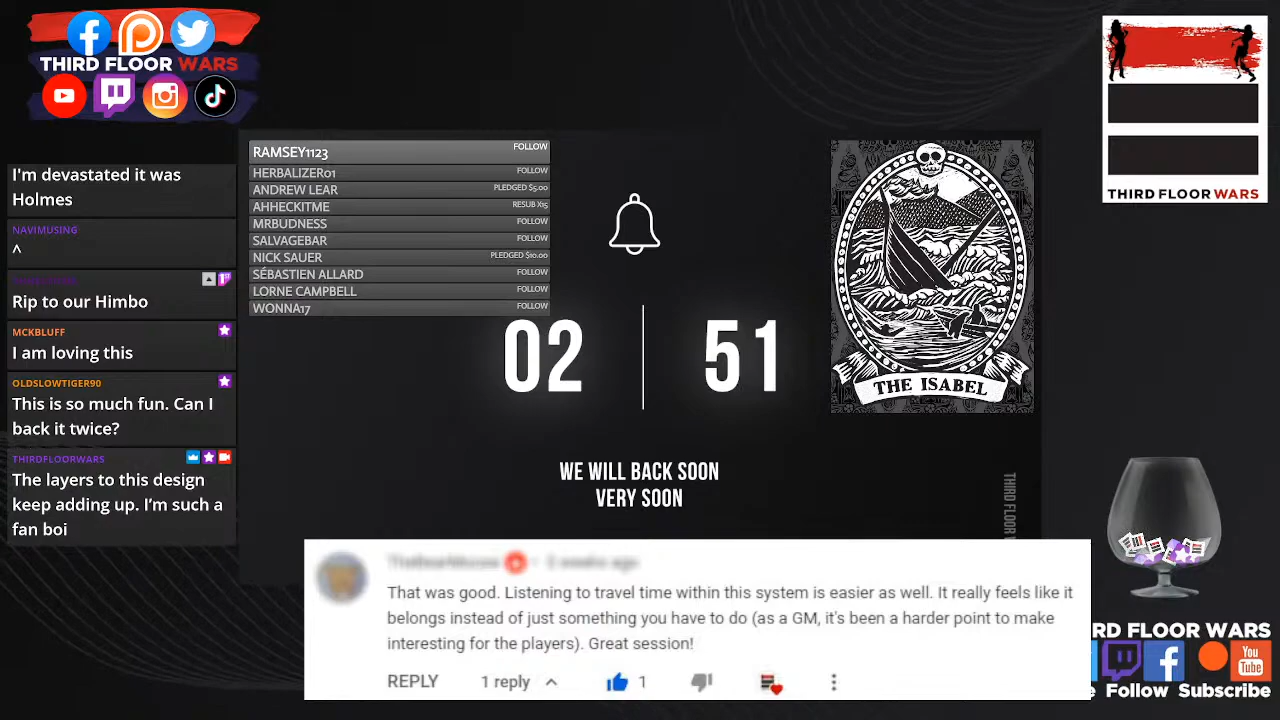 THIRD FLOOR WARS
I'm devastated it was
Holmes
NAVIMUSING
^
Rip to our Himbo
MCKBLUFF
I am loving this
OLDSLOWTIGER90
This is so much fun. Can I
back it twice?
THIRDFLOORWARS
The layers to this design
keep adding up. I'm such a
fan boi
RAMSEY1123 FOLLOW
HERBALIZER01 FOLLOW
ANDREW LEAR PLEDGED $5.00
AHHECKITME RESUB X15
MRBUDNESS FOLLOW
SALVAGEBAR FOLLOW
NICK SAUER PLEDGED $10.00
SÉBASTIEN ALLARD FOLLOW
LORNE CAMPBELL FOLLOW
WONNA17 FOLLOW
02 51
WE WILL BACK SOON
VERY SOON
THE ISABEL
THIRD FLOOR WARS
THIRD FLOOR
That was good. Listening to travel time within this system is easier as well. It really feels like it
belongs instead of just something you have to do (as a GM, it's been a harder point to make
interesting for the players). Great session!
REPLY 1 reply 1
RD FLOOR WARS
You
Tube
e Follow Subscribe